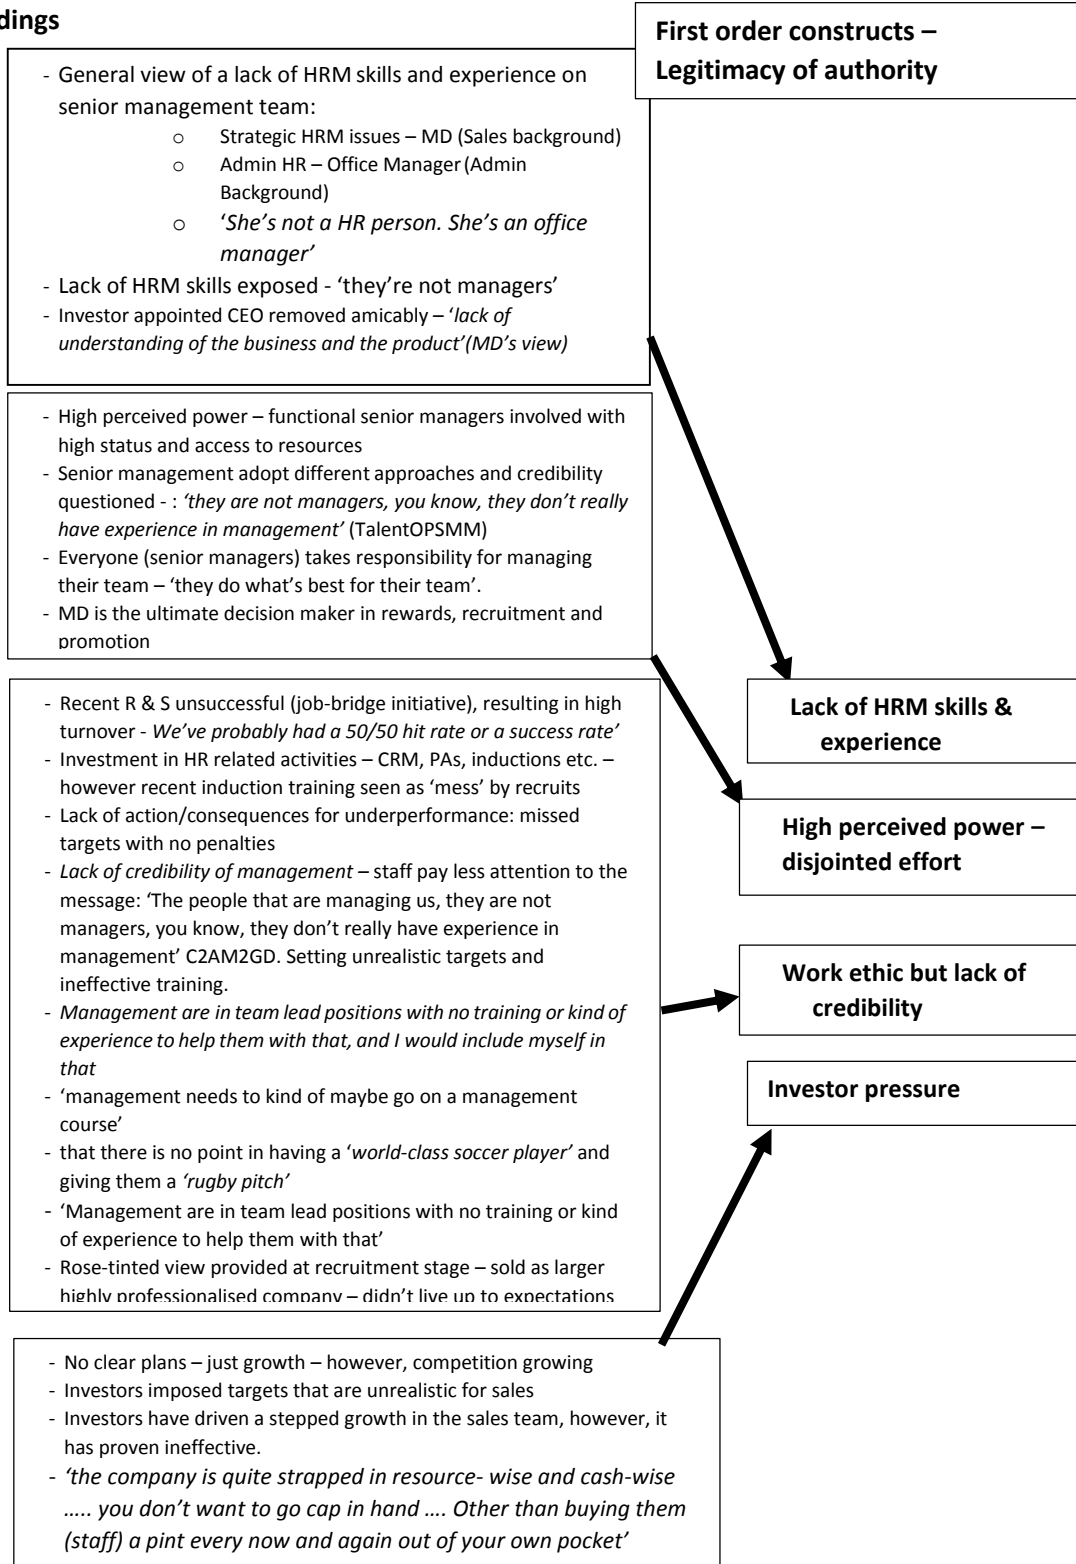 dings
First order constructs –
Legitimacy of authority
- General view of a lack of HRM skills and experience on
senior management team:
o Strategic HRM issues – MD (Sales background)
o Admin HR – Office Manager (Admin
Background)
o ‘She’s not a HR person. She’s an office
manager’
- Lack of HRM skills exposed - ‘they’re not managers’
- Investor appointed CEO removed amicably – ‘lack of
understanding of the business and the product’(MD’s view)
- High perceived power – functional senior managers involved with
high status and access to resources
- Senior management adopt different approaches and credibility
questioned - : ‘they are not managers, you know, they don’t really
have experience in management’ (TalentOPSMM)
- Everyone (senior managers) takes responsibility for managing
their team – ‘they do what’s best for their team’.
- MD is the ultimate decision maker in rewards, recruitment and
promotion
- Recent R & S unsuccessful (job-bridge initiative), resulting in high
turnover - We’ve probably had a 50/50 hit rate or a success rate’
- Investment in HR related activities – CRM, PAs, inductions etc. –
however recent induction training seen as ‘mess’ by recruits
- Lack of action/consequences for underperformance: missed
targets with no penalties
- Lack of credibility of management – staff pay less attention to the
message: ‘The people that are managing us, they are not
managers, you know, they don’t really have experience in
management’ C2AM2GD. Setting unrealistic targets and
ineffective training.
- Management are in team lead positions with no training or kind of
experience to help them with that, and I would include myself in
that
- ‘management needs to kind of maybe go on a management
course’
- that there is no point in having a ‘world-class soccer player’ and
giving them a ‘rugby pitch’
- ‘Management are in team lead positions with no training or kind
of experience to help them with that’
- Rose-tinted view provided at recruitment stage – sold as larger
highly professionalised company – didn’t live up to expectations
Lack of HRM skills &
experience
High perceived power –
disjointed effort
Work ethic but lack of
credibility
Investor pressure
- No clear plans – just growth – however, competition growing
- Investors imposed targets that are unrealistic for sales
- Investors have driven a stepped growth in the sales team, however, it
has proven ineffective.
- ‘the company is quite strapped in resource- wise and cash-wise
….. you don’t want to go cap in hand …. Other than buying them
(staff) a pint every now and again out of your own pocket’